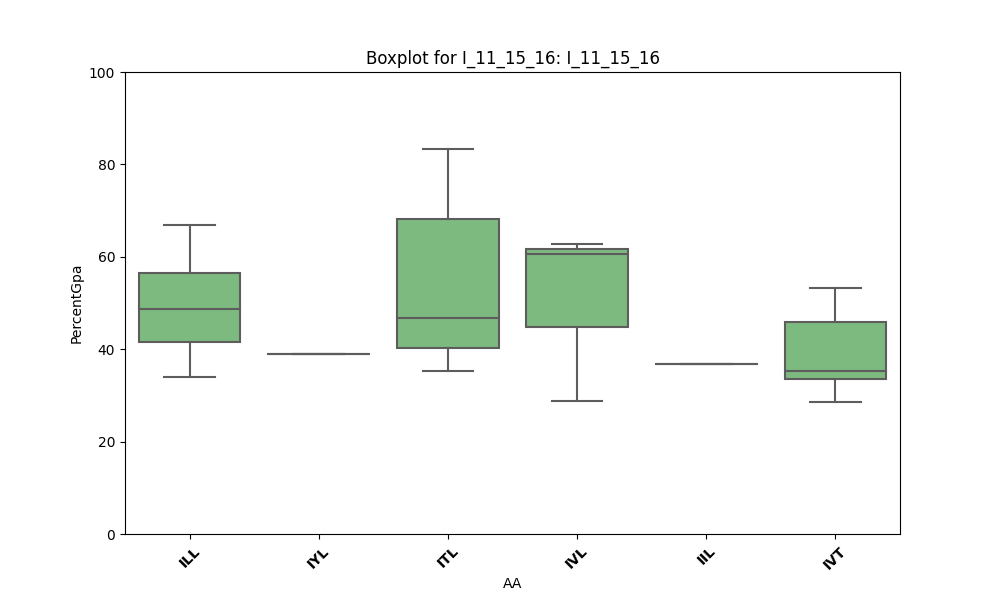 Boxplot for I_11_15_16: I_11_15_16
PercentGpa
100
80
60
40
20
0
ILL
IYL
ITL
IVL
IIL
IVT
AA